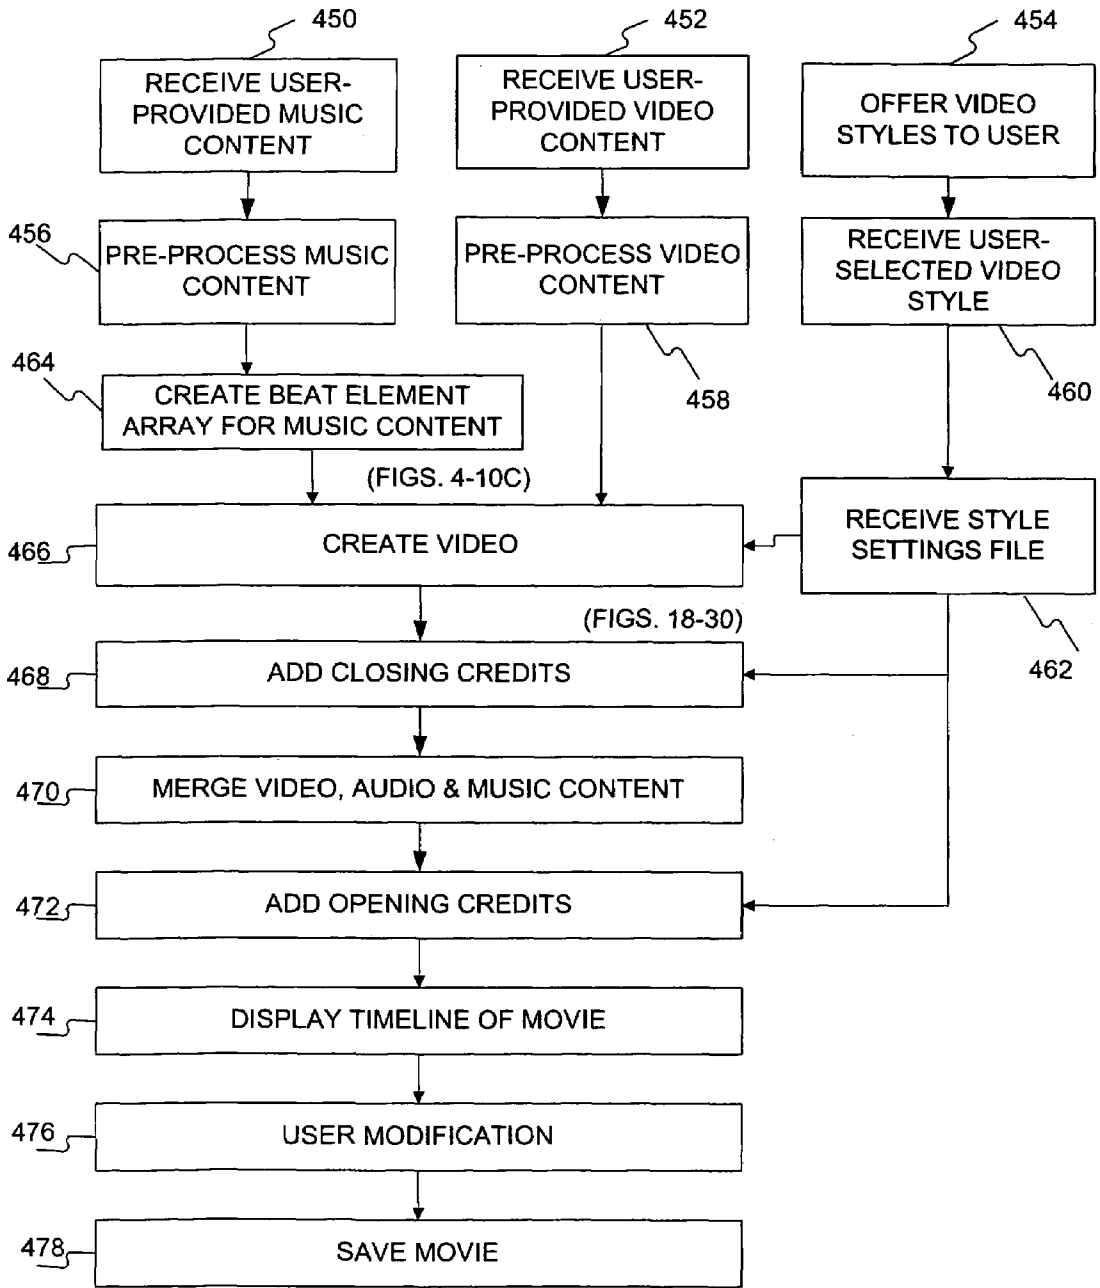 450
452
454
RECEIVE USER-
PROVIDED MUSIC
CONTENT
RECEIVE USER-
PROVIDED VIDEO
CONTENT
OFFER VIDEO
STYLES TO USER
456
PRE-PROCESS MUSIC
CONTENT
PRE-PROCESS VIDEO
CONTENT
RECEIVE USER-
SELECTED VIDEO
STYLE
464
458
460
CREATE BEAT ELEMENT
ARRAY FOR MUSIC CONTENT
(FIGS. 4-10C)
466
CREATE VIDEO
RECEIVE STYLE
SETTINGS FILE
(FIGS. 18-30)
462
468
ADD CLOSING CREDITS
470
MERGE VIDEO, AUDIO & MUSIC CONTENT
472
ADD OPENING CREDITS
474
DISPLAY TIMELINE OF MOVIE
476
USER MODIFICATION
478
SAVE MOVIE